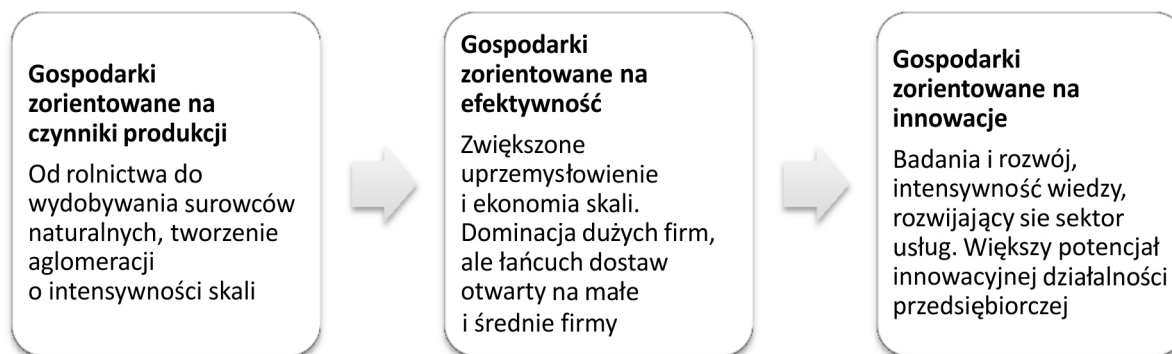 Gospodarki
zorientowane na
czynniki produkcji
Od rolnictwa do
wydobywania surowców
naturalnych, tworzenie
aglomeracji
o intensywności skali
Gospodarki
zorientowane na
efektywność
Zwiększone
uprzemysłowienie
i ekonomia skali.
Dominacja dużych firm,
ale łańcuch dostaw
otwarty na małe
i średnie firmy
Gospodarki
zorientowane na
innowacje
Badania i rozwój,
intensywność wiedzy,
rozwijający sie sektor
usług. Większy potencjał
innowacyjnej działalności
przedsiębiorczej